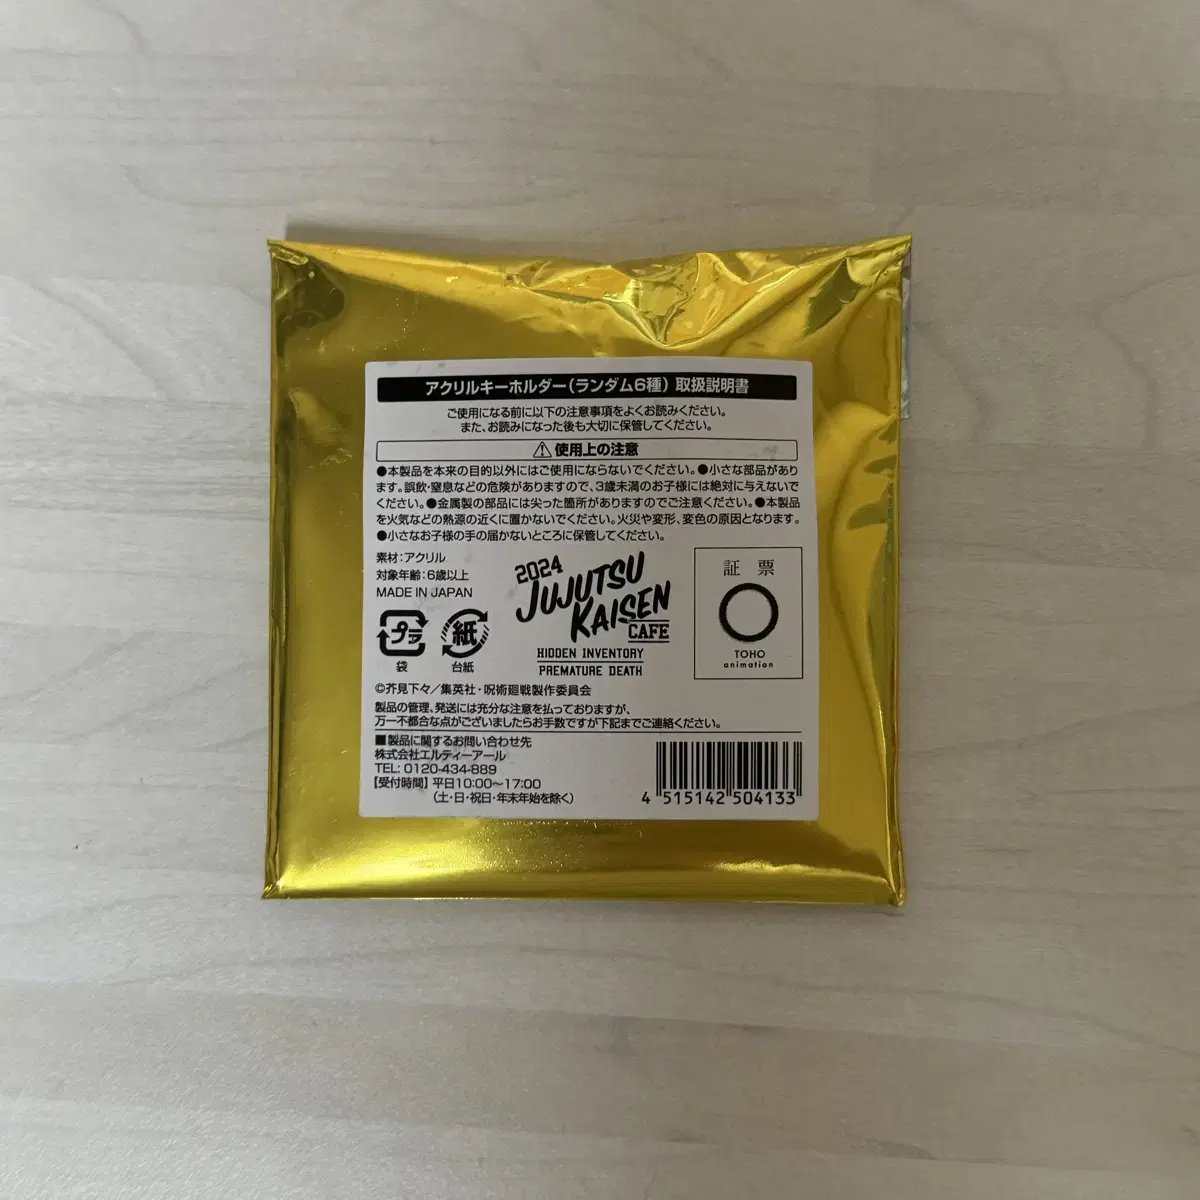 アクリルキーホルダー(ランダム6種) 取扱説明書
ご使用になる前に以下の注意事項をよくお読みください。
また、お読みになった後も大切に保管してください。
⚠使用上の注意
●本製品を本来の目的以外にはご使用にならないでください。●小さな部品があり
ます。誤飲・窒息などの危険がありますので、3歳未満のお子様には絶対に与えないで
ください。●金属製の部品には尖った箇所がありますのでご注意ください。●本製品
を火気などの熱源の近くに置かないでください。火災や変形、変色の原因となります。
●小さなお子様の手の届かないところに保管してください。
素材:アクリル
対象年齢:6歳以上
MADE IN JAPAN
プラ
袋
紙
台紙
2024
JUJUTSU
KAISEN
CAFE
HIDDEN INVENTORY
PREMATURE DEATH
証票
TOHO
animation
©芥見下々/集英社・呪術廻戦製作委員会
製品の管理、発送には充分な注意を払っておりますが、
万一不都合な点がございましたらお手数ですが下記までご連絡ください。
■製品に関するお問い合わせ先
株式会社エルティーアール
TEL: 0120-434-889
【受付時間】平日10:00〜17:00
(土・日・祝日・年末年始を除く)
4 515142 504133